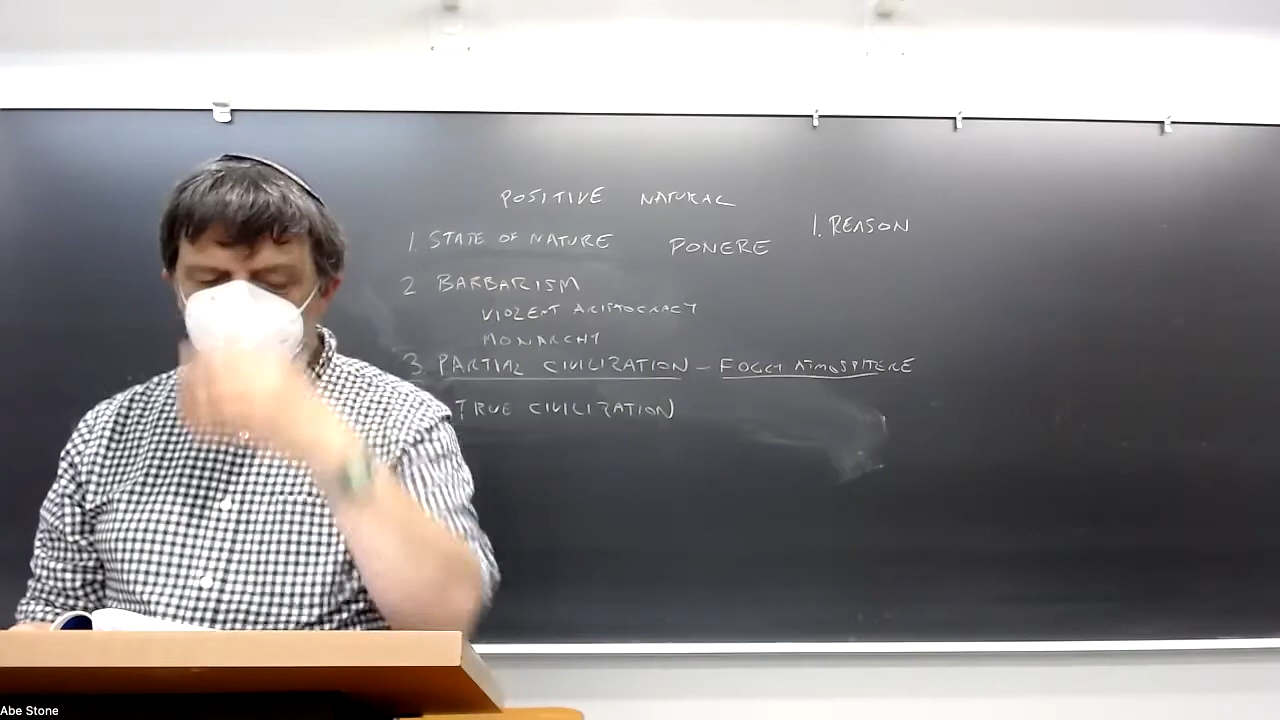 POSITIVE NATURAL
1. STATE OF NATURE PONERE 1. REASON
2 BARBARISM
VIOLENT ARISTOCRACY
MONARCHY
3. PARTIAL CIVILIZATION - FOGGY ATMOSPHERE
TRUE CIVILIZATION
Abe Stone